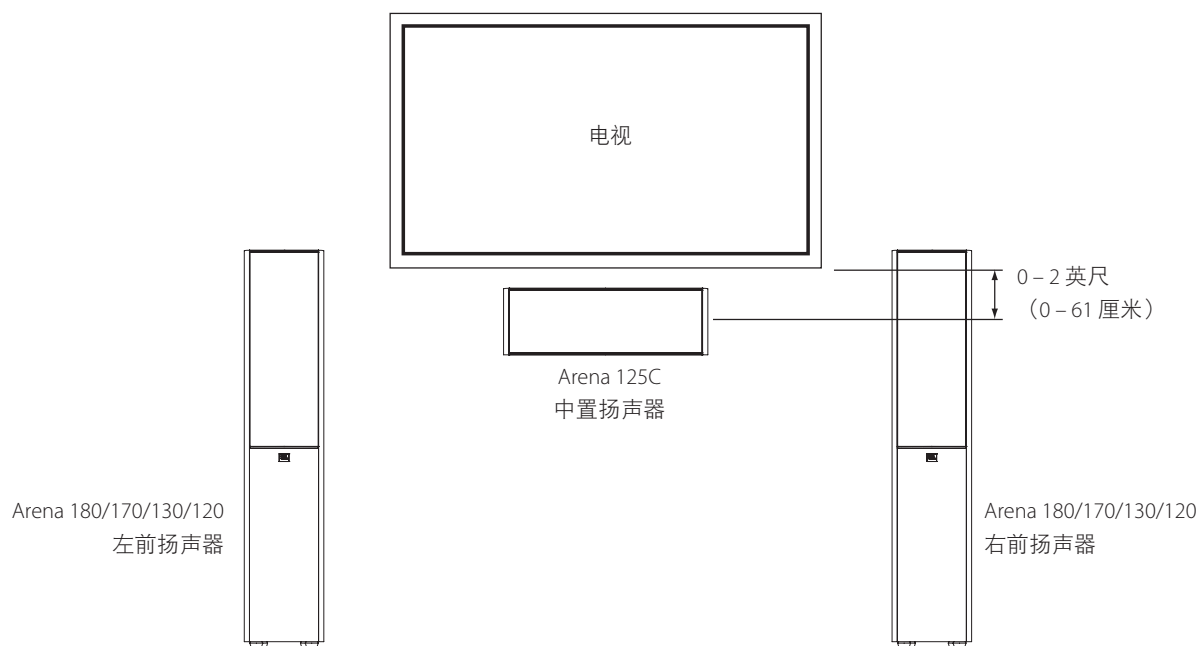 电视
0 – 2 英尺
（0 – 61 厘米）
Arena 125C
中置扬声器
Arena 180/170/130/120
左前扬声器
Arena 180/170/130/120
右前扬声器